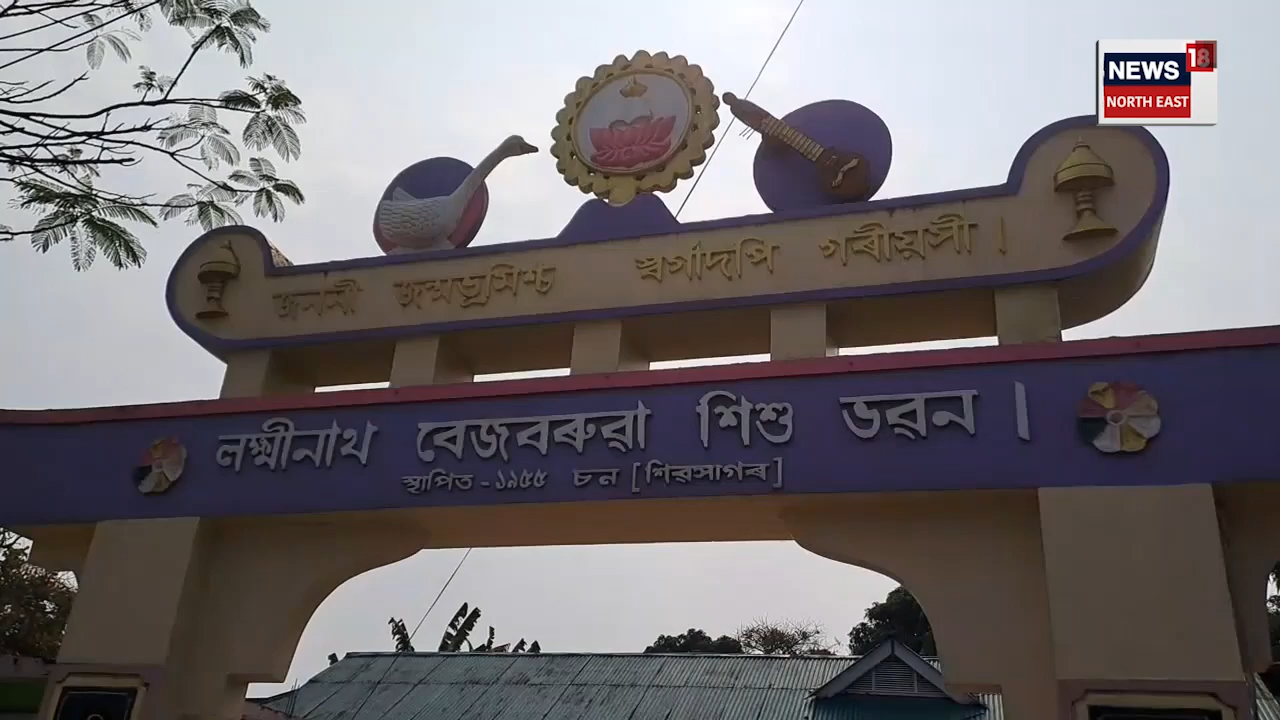 NEWS 18
NORTH EAST
জননী জন্মভূমিশ্চ স্বৰ্গাদপি গৰীয়সী।
লক্ষ্মীনাথ বেজবৰুৱা শিশু ভৱন।
স্থাপিত - ১৯৫৫ চন [শিৱসাগৰ]